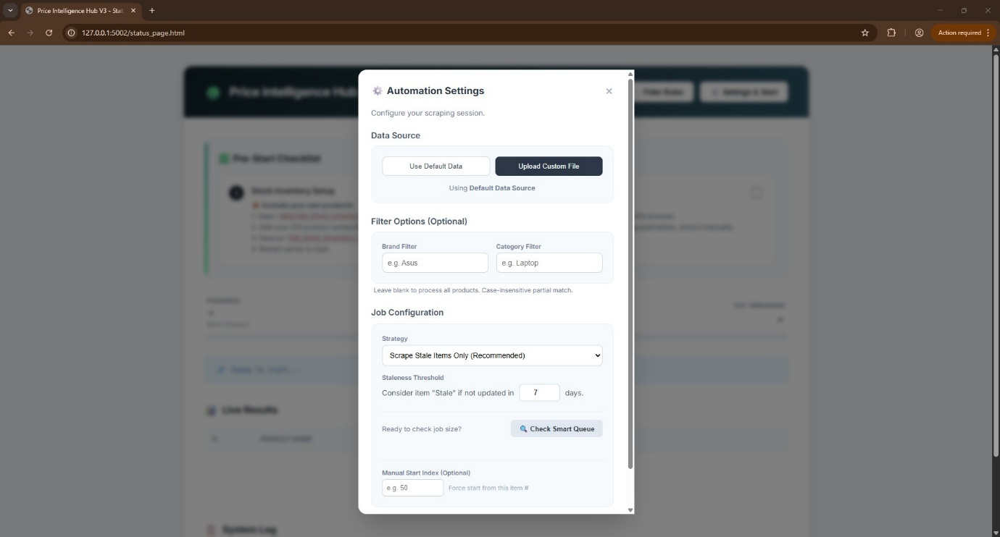 Price Intelligence Hub V3 - Stat
127.0.0.1:5002/status_page.html
Action required
Price Intelligence Hub
Filter Rules
Settings & Start
Automation Settings
Configure your scraping session.
Data Source
Use Default Data
Upload Custom File
Using Default Data Source
Filter Options (Optional)
Brand Filter
Category Filter
e.g. Asus
e.g. Laptop
Leave blank to process all products. Case-insensitive partial match.
Job Configuration
Strategy
Scrape Stale Items Only (Recommended)
Staleness Threshold
Consider item "Stale" if not updated in 7 days.
Ready to check job size?
Check Smart Queue
Manual Start Index (Optional)
e.g. 50
Force start from this item #
Pre-Start Checklist
Stock Inventory Setup
Exclude your own products
PROGRESS
Ready to start...
Live Results
PRODUCT NAME
System Log